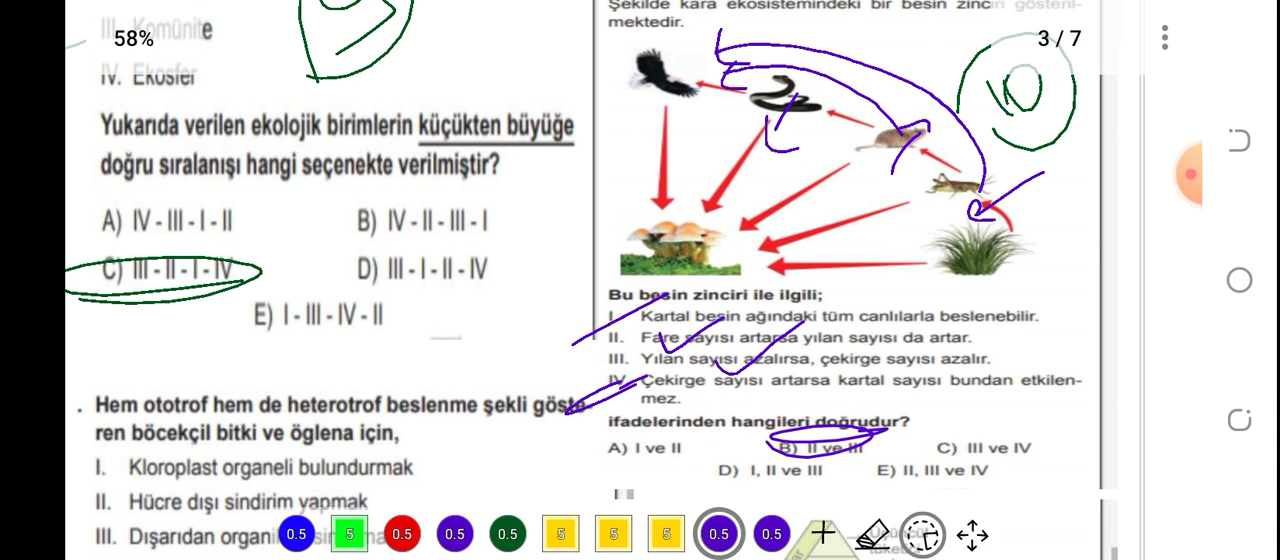 III. Komünite
58%
IV. Ekosfer
Yukarıda verilen ekolojik birimlerin küçükten büyüğe
doğru sıralanışı hangi seçenekte verilmiştir?
A) IV - III - I - II
B) IV - II - III - I
C) III - II - I - IV
D) III - I - II - IV
E) I - III - IV - II
. Hem ototrof hem de heterotrof beslenme şekli göste-
ren böcekçil bitki ve öglena için,
I. Kloroplast organeli bulundurmak
II. Hücre dışı sindirim yapmak
III. Dışarıdan
Şekilde kara ekosistemindeki bir besin zinciri gösteril-
mektedir.
3 / 7
10
Bu besin zinciri ile ilgili;
I. Kartal besin ağındaki tüm canlılarla beslenebilir.
II. Fare sayısı artarsa yılan sayısı da artar.
III. Yılan sayısı azalırsa, çekirge sayısı azalır.
IV. Çekirge sayısı artarsa kartal sayısı bundan etkilen-
mez.
ifadelerinden hangileri doğrudur?
A) I ve II
B) II ve III
C) III ve IV
D) I, II ve III
E) II, III ve IV
0.5
5
0.5
0.5
0.5
5
5
5
0.5
0.5